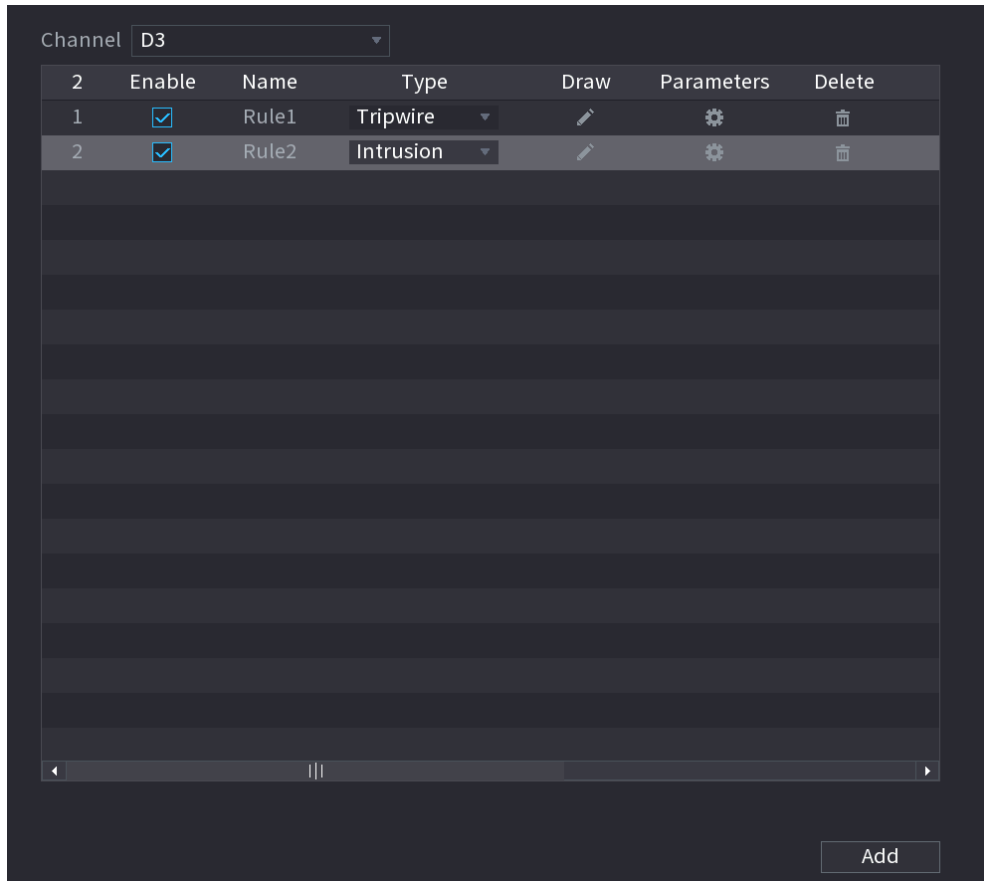 Channel D3
2 Enable Name Type Draw Parameters Delete
1 Rule1 Tripwire
2 Rule2 Intrusion
Add